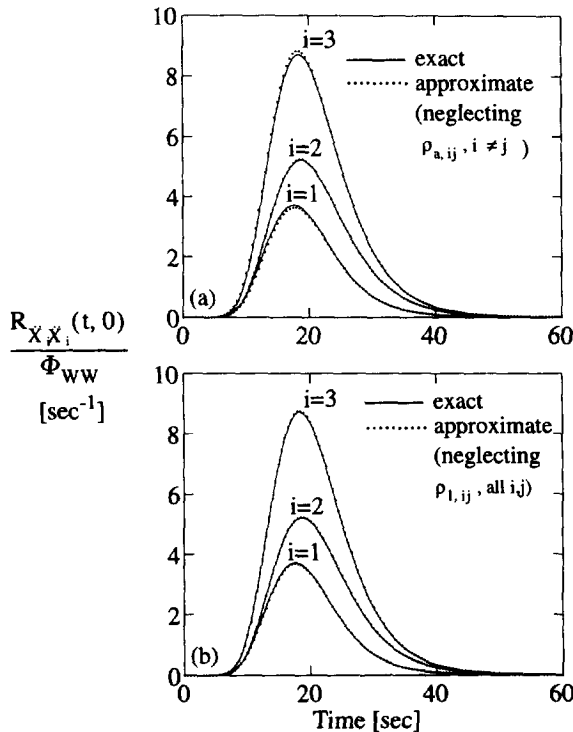 10
8
6
4
2
0
i=3
i=2
i=1
exact
approximate
(neglecting
ρa, ij , i ≠ j )
(a)
0
20
40
60
RẌiẌi(t, 0)
ΦWW
[sec-1]
10
8
6
4
2
0
i=3
i=2
i=1
exact
approximate
(neglecting
ρ1, ij , all i,j)
(b)
0
20
40
60
Time [sec]